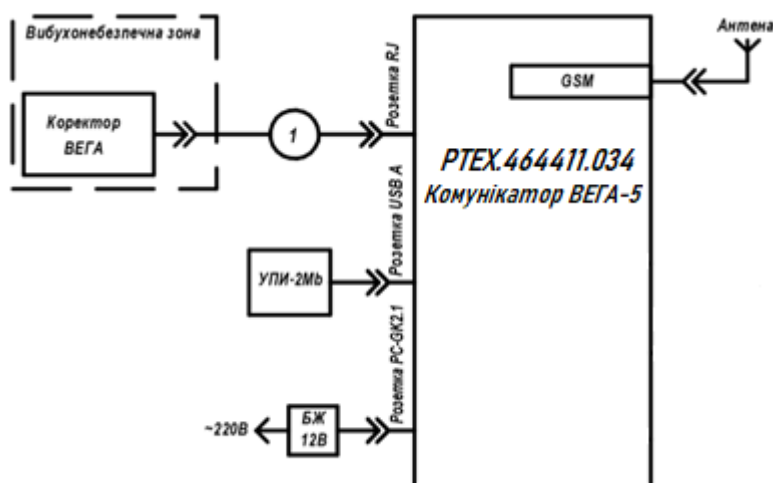 Вибухонебезпечна зона
Коректор
ВЕГА
1
Розетка RJ
GSM
Антена
РТЕХ.464411.034
Комунікатор ВЕГА-5
УПИ-2Mb
Розетка USB A
~220В
БЖ
12В
Розетка PC-GK2.1